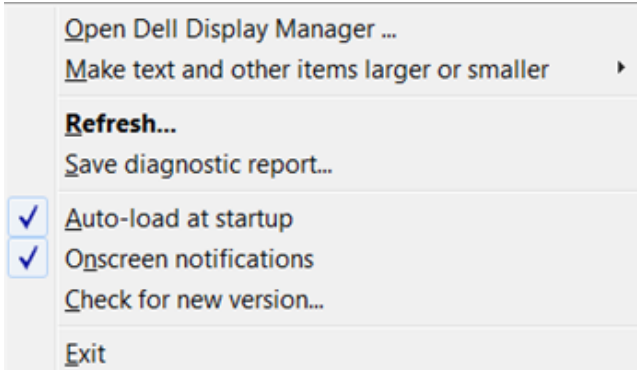 Open Dell Display Manager ...
Make text and other items larger or smaller
Refresh...
Save diagnostic report...
Auto-load at startup
Onscreen notifications
Check for new version...
Exit